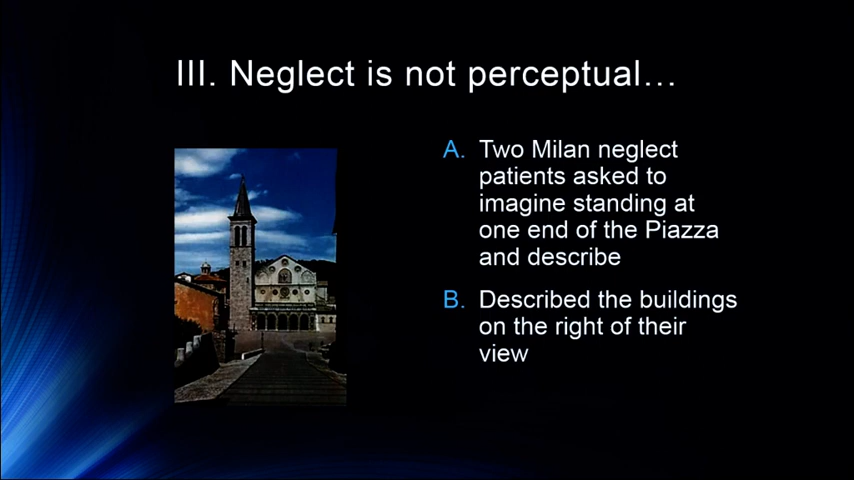 III. Neglect is not perceptual…
A. Two Milan neglect
patients asked to
imagine standing at
one end of the Piazza
and describe
B. Described the buildings
on the right of their
view